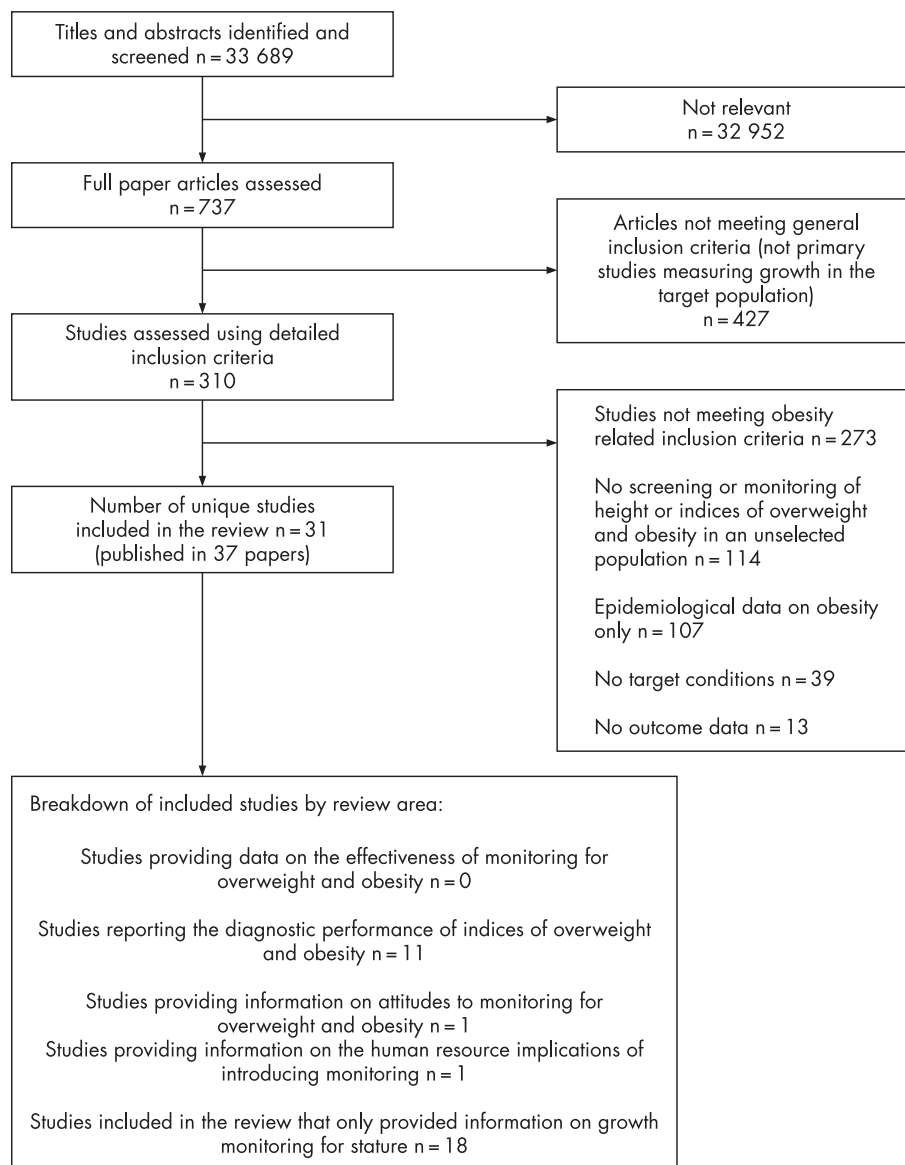 Titles and abstracts identified and
screened n = 33 689
Not relevant
n = 32 952
Full paper articles assessed
n = 737
Articles not meeting general
inclusion criteria (not primary
studies measuring growth in the
target population)
n = 427
Studies assessed using detailed
inclusion criteria
n = 310
Studies not meeting obesity
related inclusion criteria n = 273
No screening or monitoring of
height or indices of overweight
and obesity in an unselected
population n = 114
Epidemiological data on obesity
only n = 107
No target conditions n = 39
No outcome data n = 13
Number of unique studies
included in the review n = 31
(published in 37 papers)
Breakdown of included studies by review area:
Studies providing data on the effectiveness of monitoring for
overweight and obesity n = 0
Studies reporting the diagnostic performance of indices of overweight
and obesity n = 11
Studies providing information on attitudes to monitoring for
overweight and obesity n = 1
Studies providing information on the human resource implications of
introducing monitoring n = 1
Studies included in the review that only provided information on growth
monitoring for stature n = 18